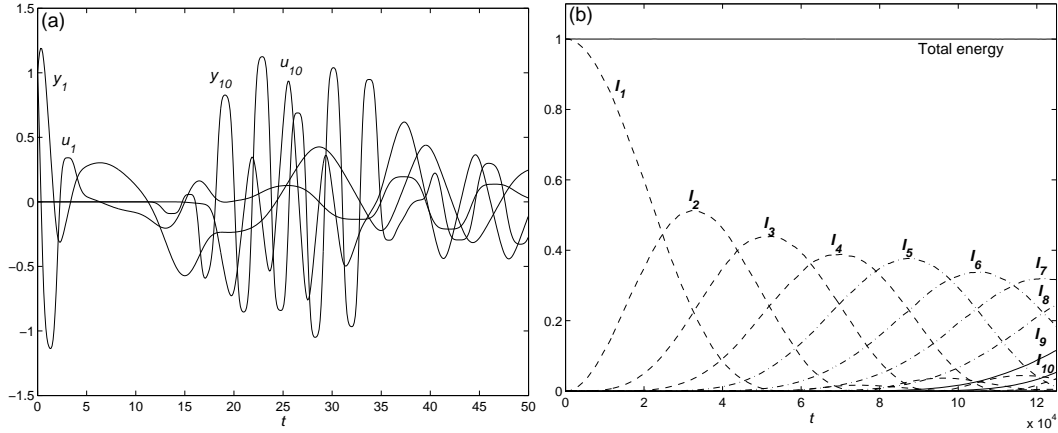 (a)
1.5
1
0.5
0
−0.5
−1
−1.5
y1
u1
y10
u10
0 5 10 15 20 25 30 35 40 45 50
t
(b)
1
0.8
0.6
0.4
0.2
0
Total energy
I1
I2
I3
I4
I5
I6
I7
I8
I9
I10
0 2 4 6 8 10 12
t
x 10^4